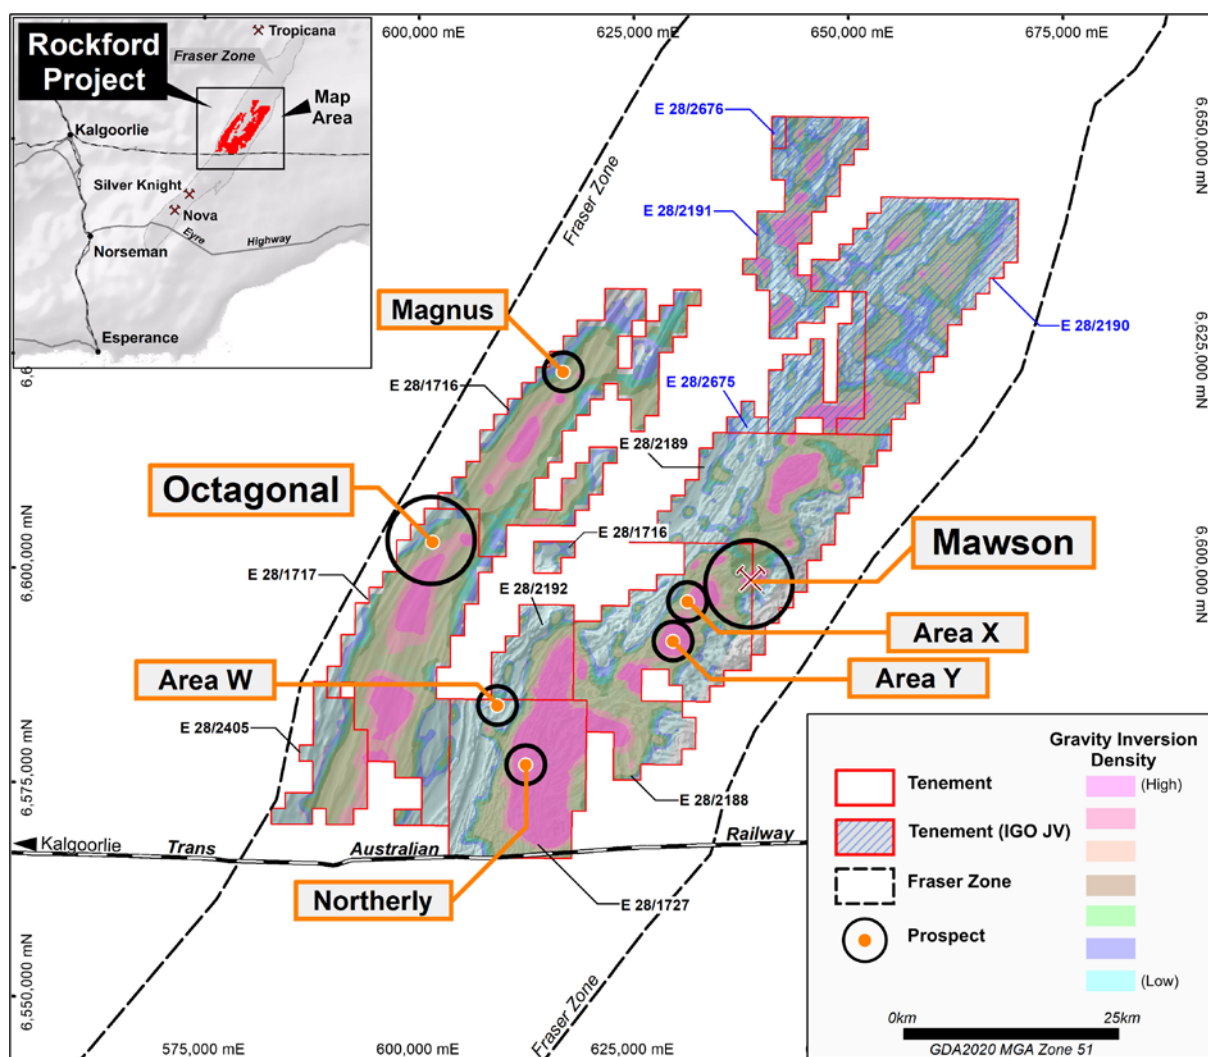 600,000 mE
625,000 mE
650,000 mE
675,000 mE
Rockford
Project
Tropicana
Fraser Zone
Map
Area
Kalgoorlie
Silver Knight
Nova
Eyre
Highway
Norseman
Esperance
6,650,000 mN
E 28/2676
Fraser Zone
E 28/2191
Magnus
E 28/2190
6,6
6,625,000 mN
E 28/1716
E 28/2675
E 28/2189
Octagonal
6,600,000 mN
E 28/1716
Mawson
6,600,000 mN
E 28/1717
E 28/2192
Area X
Area W
Area Y
E 28/2405
6,575,000 mN
E 28/2188
Kalgoorlie
Trans
Australian
Railway
Northerly
E 28/1727
Gravity Inversion
Density
Tenement
(High)
Tenement (IGO JV)
Fraser Zone
Prospect
(Low)
0km
25km
GDA2020 MGA Zone 51
6,550,000 mN
Fraser Zone
575,000 mE
600,000 mE
625,000 mE